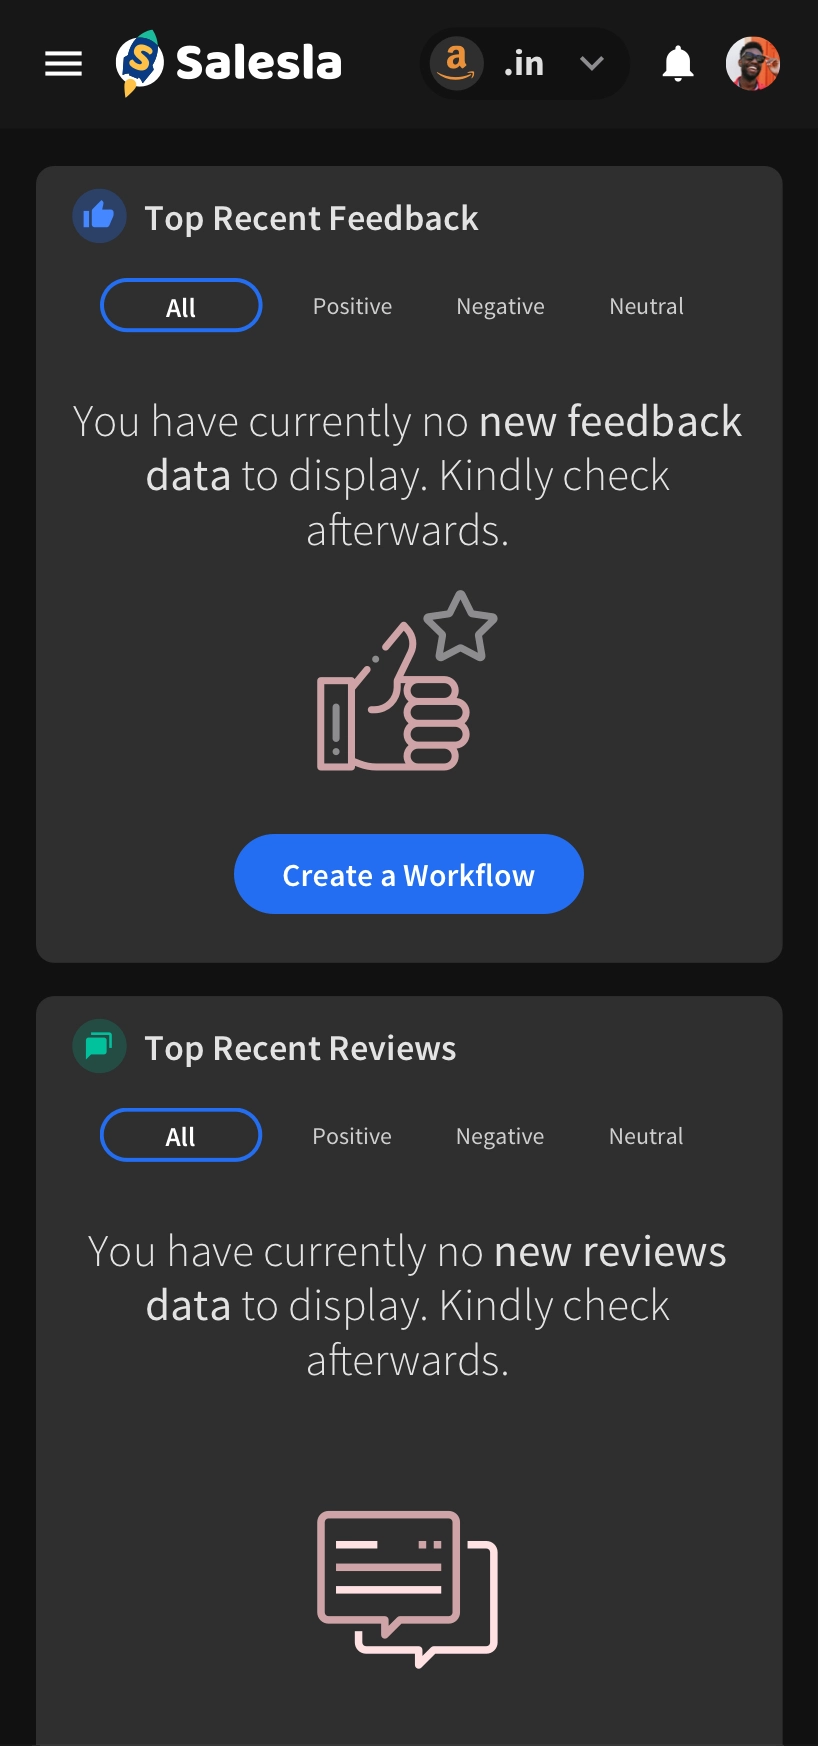 Salesla
.in
Top Recent Feedback
All Positive Negative Neutral
You have currently no new feedback
data to display. Kindly check
afterwards.
Create a Workflow
Top Recent Reviews
All Positive Negative Neutral
You have currently no new reviews
data to display. Kindly check
afterwards.